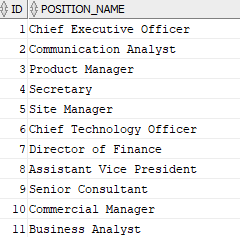 ID POSITION_NAME
1 Chief Executive Officer
2 Communication Analyst
3 Product Manager
4 Secretary
5 Site Manager
6 Chief Technology Officer
7 Director of Finance
8 Assistant Vice President
9 Senior Consultant
10 Commercial Manager
11 Business Analyst